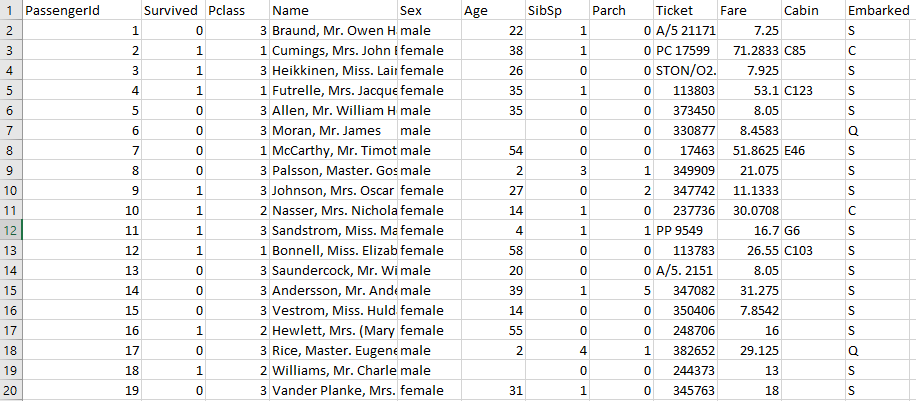 1 PassengerId Survived Pclass Name Sex Age SibSp Parch Ticket Fare Cabin Embarked
2 1 0 3 Braund, Mr. Owen H male 22 1 0 A/5 21171 7.25 S
3 2 1 1 Cumings, Mrs. John B female 38 1 0 PC 17599 71.2833 C85 C
4 3 1 3 Heikkinen, Miss. Lai female 26 0 0 STON/O2. 7.925 S
5 4 1 1 Futrelle, Mrs. Jacque female 35 1 0 113803 53.1 C123 S
6 5 0 3 Allen, Mr. William H male 35 0 0 373450 8.05 S
7 6 0 3 Moran, Mr. James male 0 0 330877 8.4583 Q
8 7 0 1 McCarthy, Mr. Timot male 54 0 0 17463 51.8625 E46 S
9 8 0 3 Palsson, Master. Gos male 2 3 1 349909 21.075 S
10 9 1 3 Johnson, Mrs. Oscar female 27 0 2 347742 11.1333 S
11 10 1 2 Nasser, Mrs. Nichola female 14 1 0 237736 30.0708 C
12 11 1 3 Sandstrom, Miss. Ma female 4 1 1 PP 9549 16.7 G6 S
13 12 1 1 Bonnell, Miss. Elizab female 58 0 0 113783 26.55 C103 S
14 13 0 3 Saundercock, Mr. Wi male 20 0 0 A/5. 2151 8.05 S
15 14 0 3 Andersson, Mr. Ande male 39 1 5 347082 31.275 S
16 15 0 3 Vestrom, Miss. Huld female 14 0 0 350406 7.8542 S
17 16 1 2 Hewlett, Mrs. (Mary female 55 0 0 248706 16 S
18 17 0 3 Rice, Master. Eugene male 2 4 1 382652 29.125 Q
19 18 1 2 Williams, Mr. Charle male 0 0 244373 13 S
20 19 0 3 Vander Planke, Mrs. female 31 1 0 345763 18 S